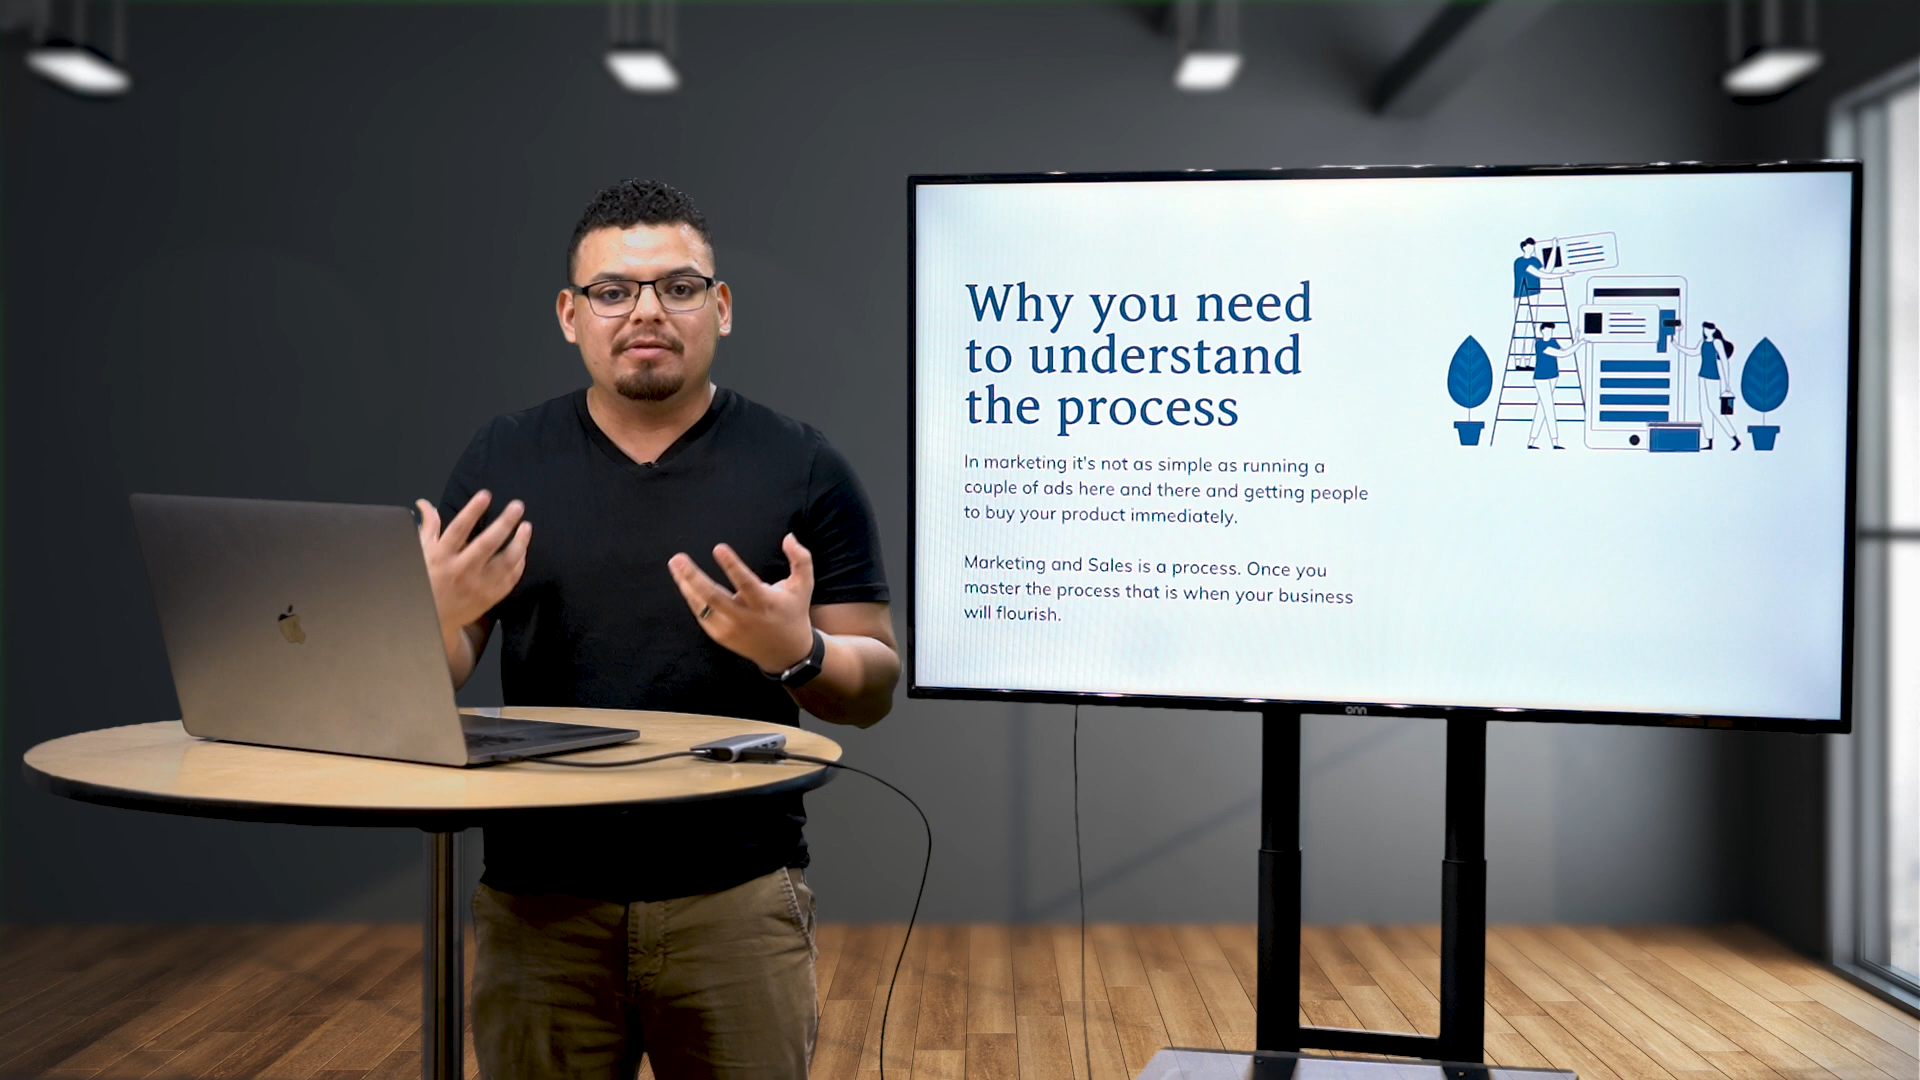 Why you need
to understand
the process
In marketing it's not as simple as running a
couple of ads here and there and getting people
to buy your product immediately.
Marketing and Sales is a process. Once you
master the process that is when your business
will flourish.
onn